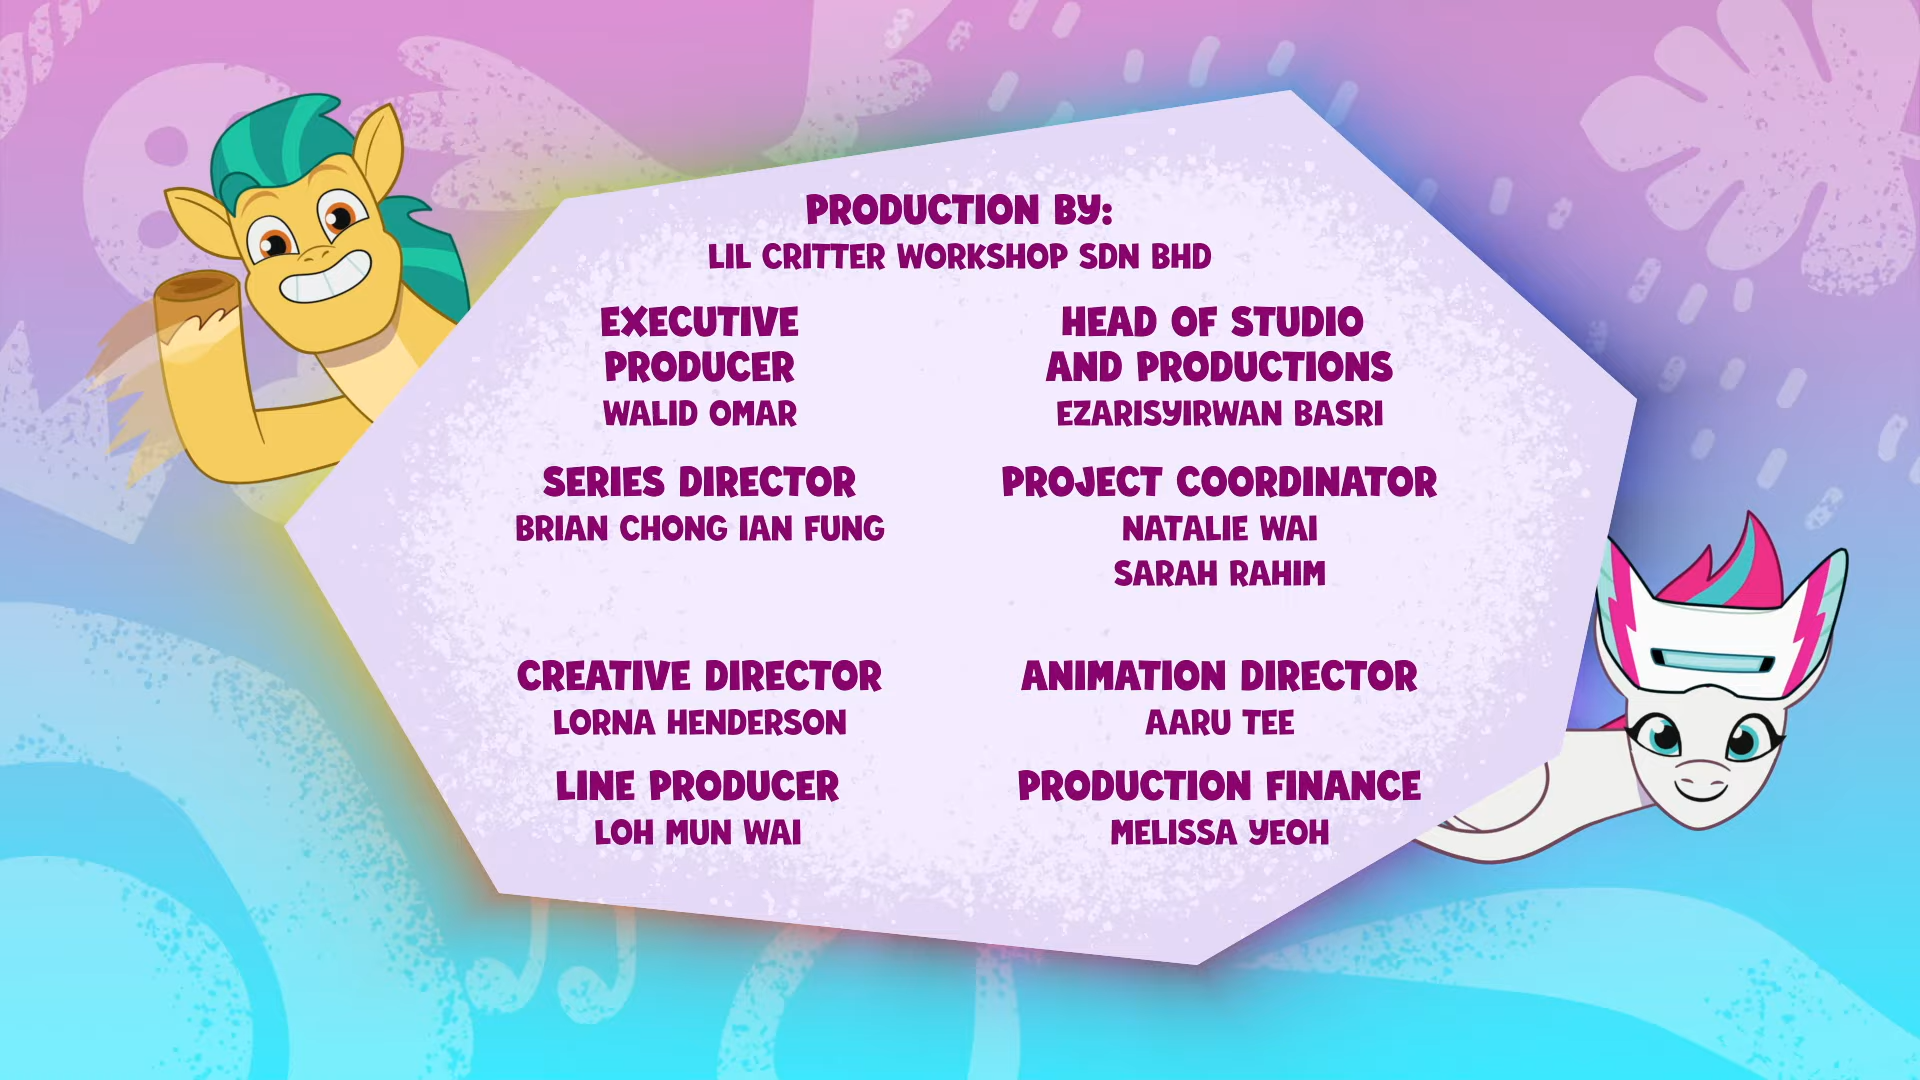 PRODUCTION BY:
LIL CRITTER WORKSHOP SDN BHD
EXECUTIVE
PRODUCER
WALID OMAR
HEAD OF STUDIO
AND PRODUCTIONS
EZARISYIRWAN BASRI
SERIES DIRECTOR
BRIAN CHONG IAN FUNG
PROJECT COORDINATOR
NATALIE WAI
SARAH RAHIM
CREATIVE DIRECTOR
LORNA HENDERSON
ANIMATION DIRECTOR
AARU TEE
LINE PRODUCER
LOH MUN WAI
PRODUCTION FINANCE
MELISSA YEOH